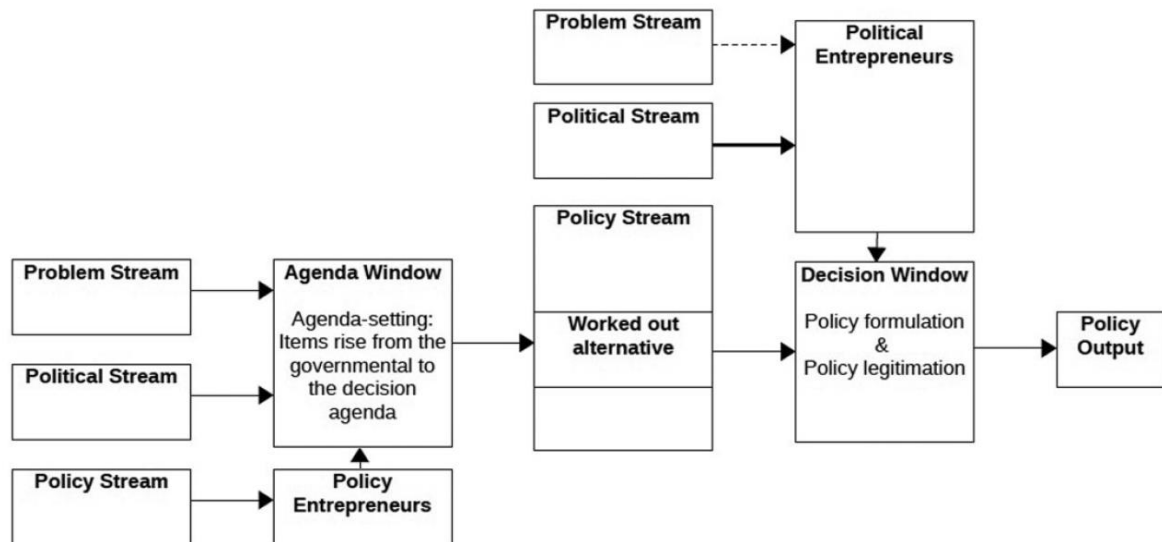 Problem Stream
Political
Entrepreneurs
Political Stream
Policy Stream
Worked out
alternative
Problem Stream
Political Stream
Policy Stream
Agenda Window
Agenda-setting:
Items rise from the
governmental to
the decision
agenda
Policy
Entrepreneurs
Decision Window
Policy formulation
&
Policy legitimation
Policy
Output